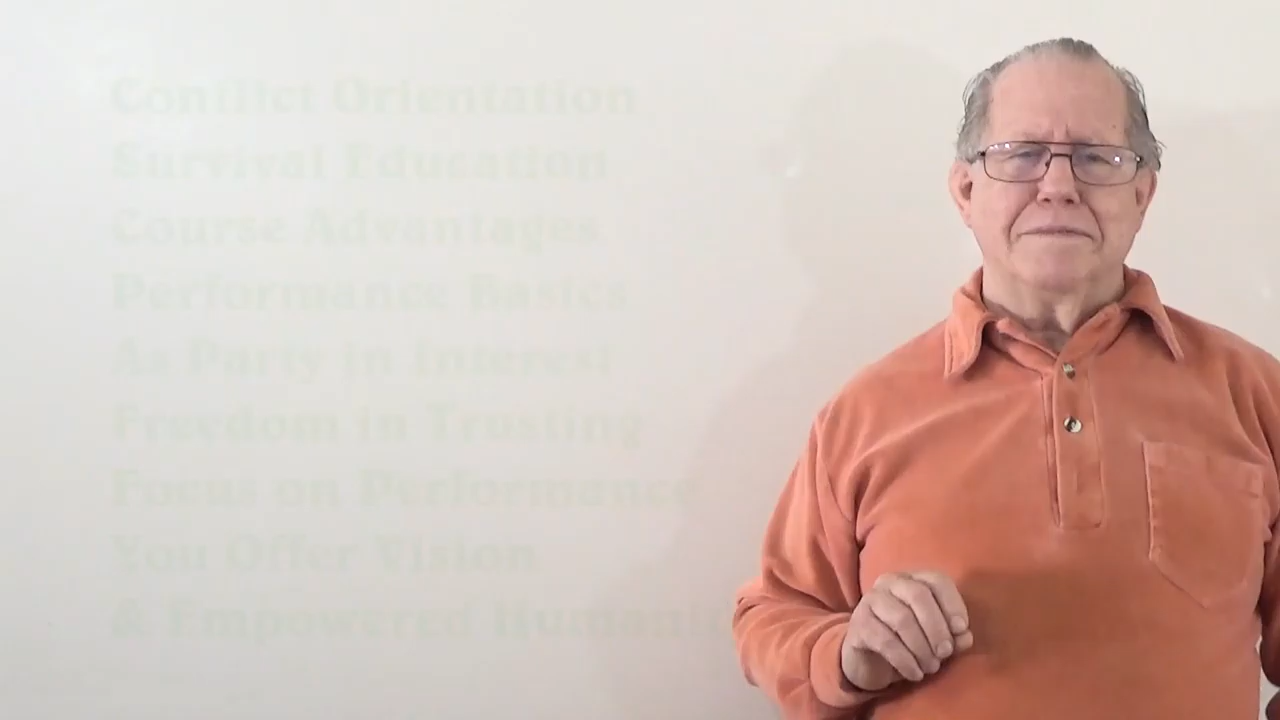 Conflict Orientation
Survival Education
Course Advantages
Performance Basics
As Party in Interest
Freedom in Trusting
Focus on Performance
You Offer Vision
& Empowered